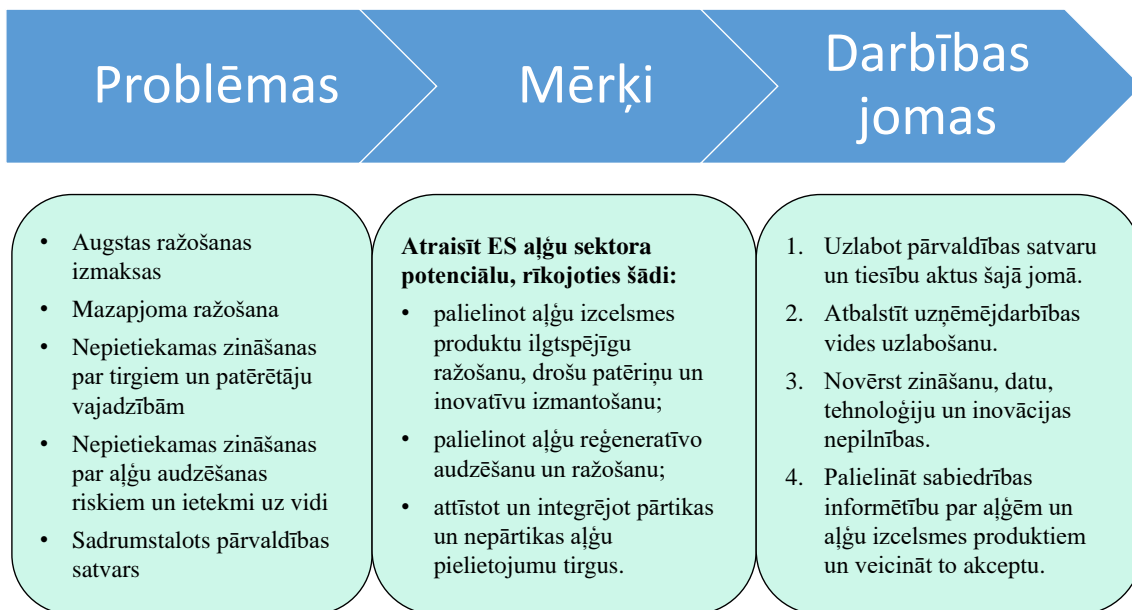 Problēmas
Mērķi
Darbības
jomas
• Augstas ražošanas
izmaksas
• Mazapjoma ražošana
• Nepietiekamas zināšanas
par tirgiem un patērētāju
vajadzībām
• Nepietiekamas zināšanas
par aļģu audzēšanas
riskiem un ietekmi uz vidi
• Sadrumstalots pārvaldības
satvars
Atraisīt ES aļģu sektora
potenciālu, rīkojoties šādi:
• palielinot aļģu izcelsmes
produktu ilgtspējīgu
ražošanu, drošu patēriņu un
inovatīvu izmantošanu;
• palielinot aļģu reģeneratīvo
audzēšanu un ražošanu;
• attīstot un integrējot pārtikas
un nepārtikas aļģu
pielietojumu tirgus.
1. Uzlabot pārvaldības satvaru
un tiesību aktus šajā jomā.
2. Atbalstīt uzņēmējdarbības
vides uzlabošanu.
3. Novērst zināšanu, datu,
tehnoloģiju un inovācijas
nepilnības.
4. Palielināt sabiedrības
informētību par aļģēm un
aļģu izcelsmes produktiem
un veicināt to akceptu.